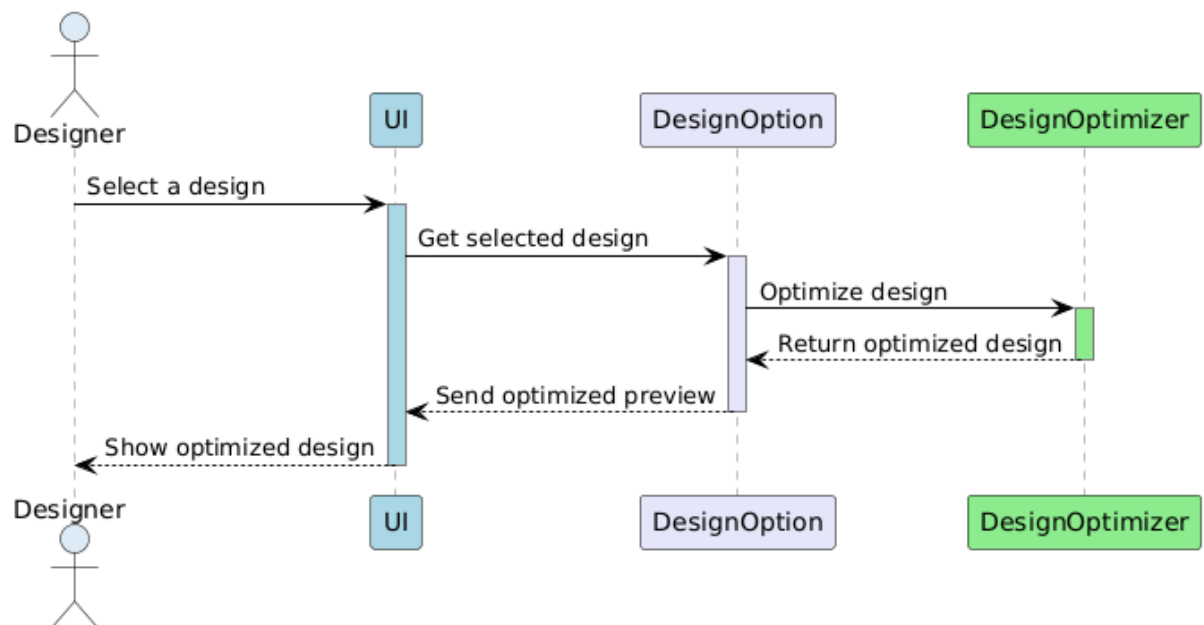 Designer
UI
DesignOption
DesignOptimizer
Select a design
Get selected design
Optimize design
Return optimized design
Send optimized preview
Show optimized design
Designer
UI
DesignOption
DesignOptimizer